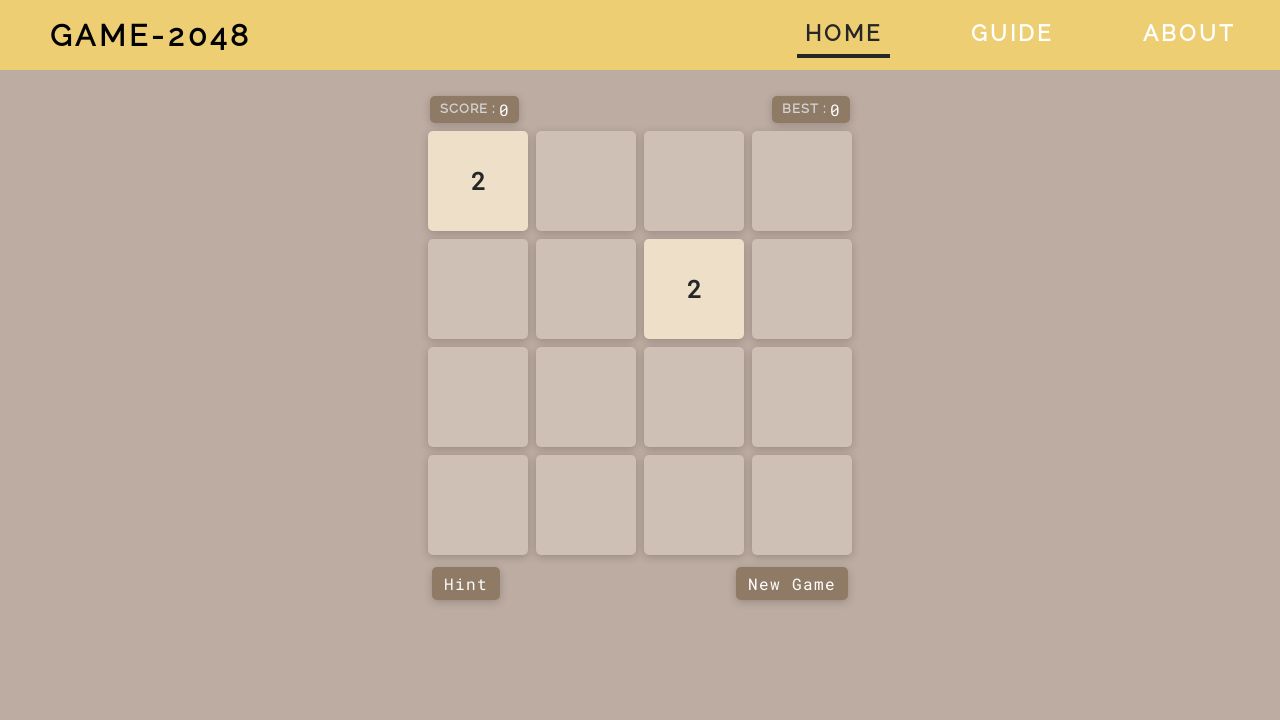 GAME-2048
HOME GUIDE ABOUT
SCORE : 0
BEST : 0
2
2
Hint
New Game